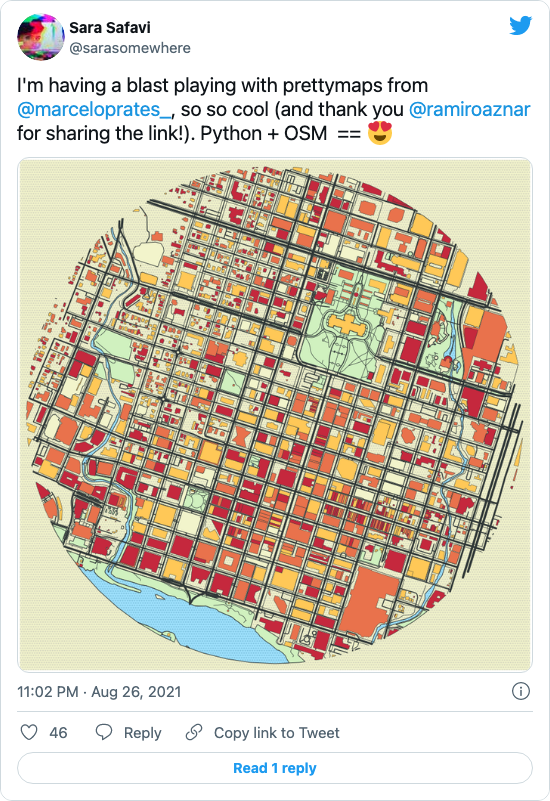 Sara Safavi
@sarasomewhere
I'm having a blast playing with prettymaps from
@marceloprates_, so so cool (and thank you @ramiroaznar
for sharing the link!). Python + OSM == 😍
11:02 PM · Aug 26, 2021
46 Reply Copy link to Tweet
Read 1 reply